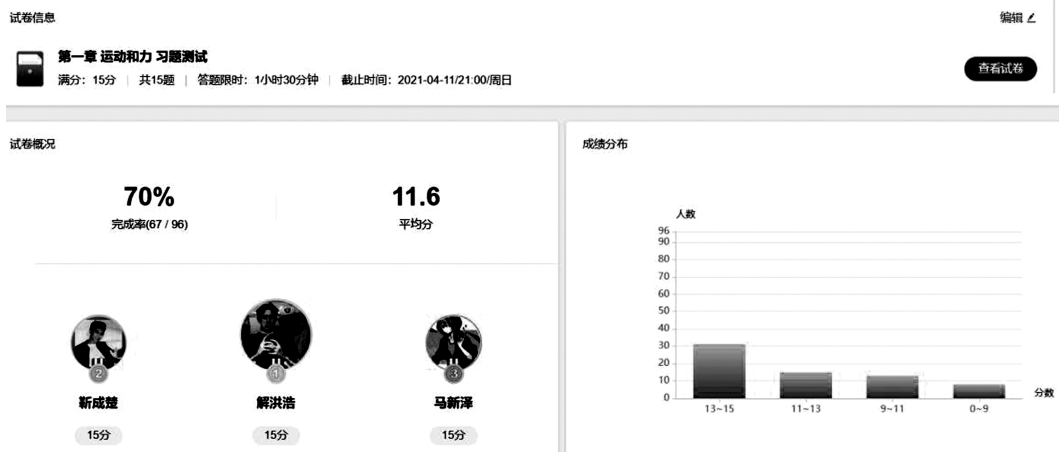 试卷信息
编辑
第一章 运动和力 习题测试
满分：15分 | 共15题 | 答题限时：1小时30分钟 | 截止时间：2021-04-11/21:00/周日
查看试卷
试卷概况
70%
完成率(67 / 96)
11.6
平均分
2
1
3
靳成楚
解洪浩
马新泽
15分
15分
15分
成绩分布
人数
96
90
80
70
60
50
40
30
20
10
0
13~15
11~13
9~11
0~9
分数